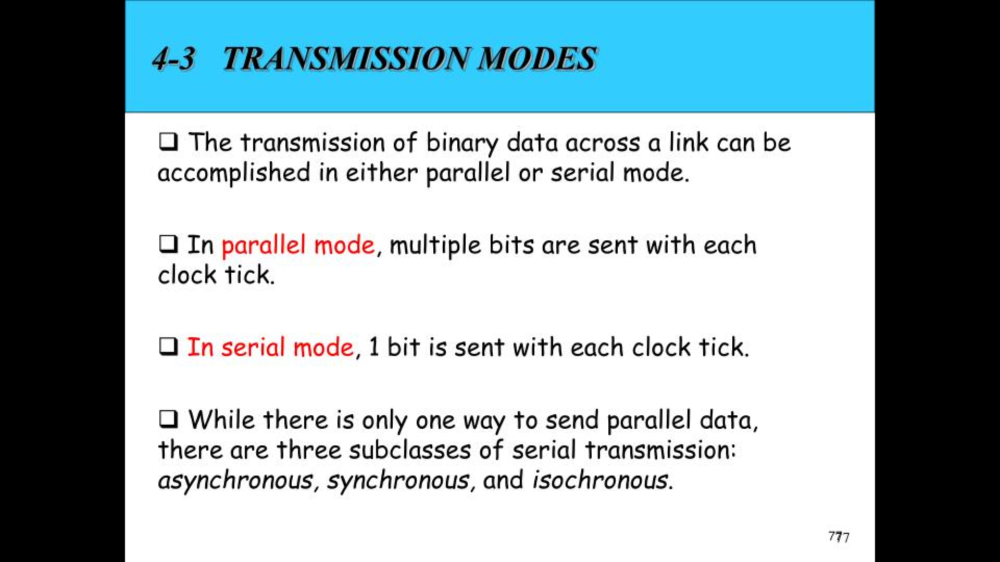 4-3 TRANSMISSION MODES
❑ The transmission of binary data across a link can be
accomplished in either parallel or serial mode.
❑ In parallel mode, multiple bits are sent with each
clock tick.
❑ In serial mode, 1 bit is sent with each clock tick.
❑ While there is only one way to send parallel data,
there are three subclasses of serial transmission:
asynchronous, synchronous, and isochronous.